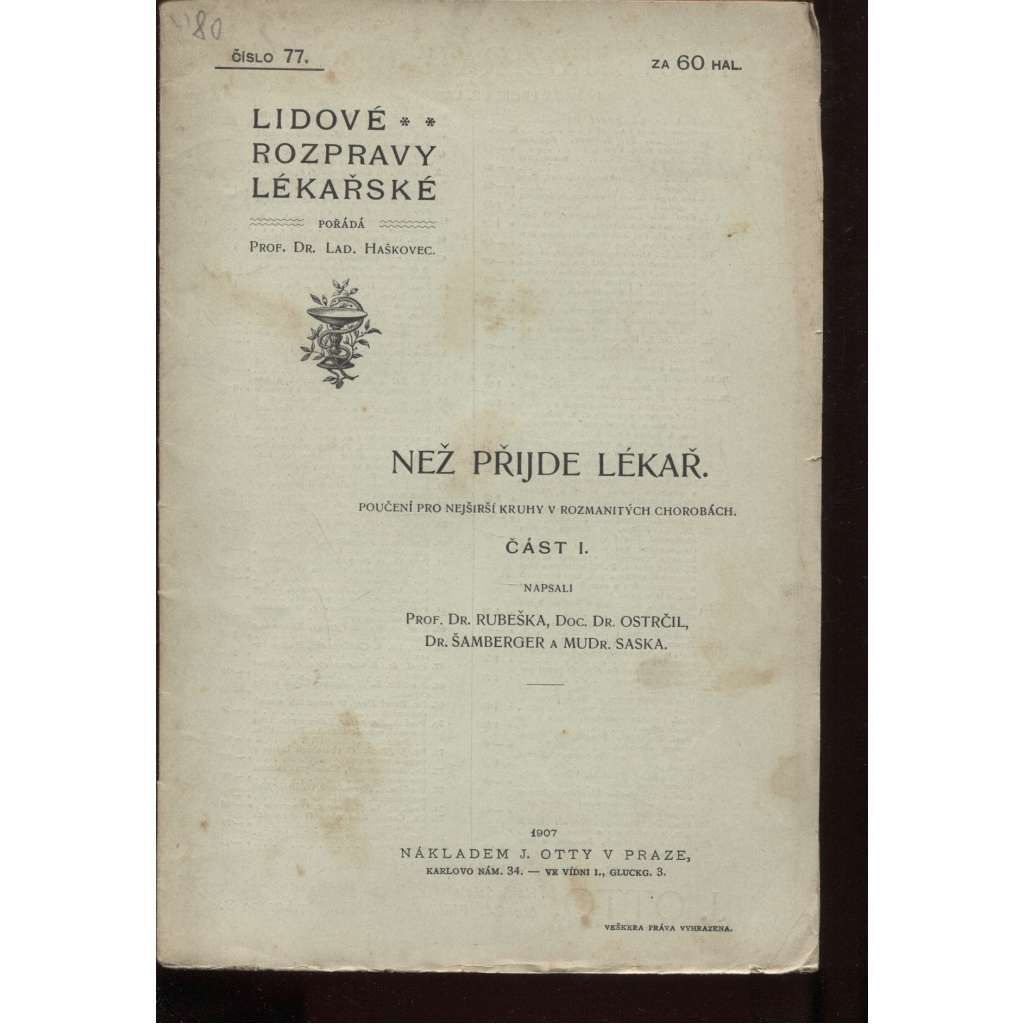 80
ČÍSLO 77.
ZA 60 HAL.
LIDOVÉ * *
ROZPRAVY
LÉKAŘSKÉ
POŘÁDÁ
PROF. DR. LAD. HAŠKOVEC.
NEŽ PŘIJDE LÉKAŘ.
POUČENÍ PRO NEJŠIRŠÍ KRUHY V ROZMANITÝCH CHOROBÁCH.
ČÁST I.
NAPSALI
PROF. DR. RUBEŠKA, DOC. DR. OSTRČIL,
DR. ŠAMBERGER A MUDR. SASKA.
1907
NÁKLADEM J. OTTY V PRAZE,
KARLOVO NÁM. 34. — VE VÍDNI I., GLUCKG. 3.
VEŠKERA PRÁVA VYHRAZENA.